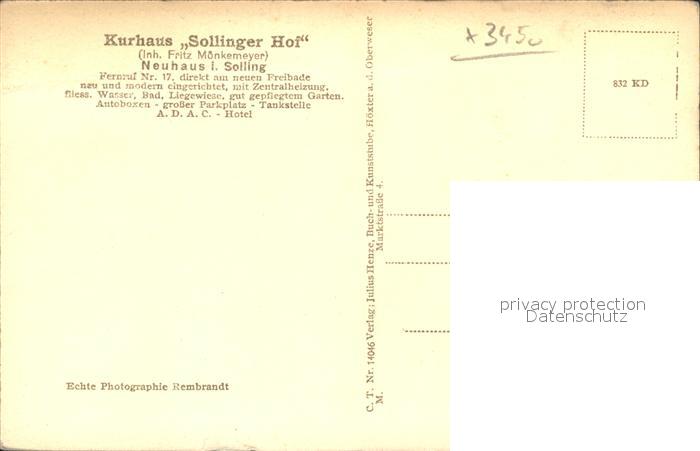 Kurhaus „Sollinger Hof“
(Inh. Fritz Mönkemeyer)
Neuhaus i. Solling
Fernruf Nr. 17, direkt am neuen Freibade
neu und modern eingerichtet, mit Zentralheizung,
fliess. Wasser, Bad, Liegewiese, gut gepflegtem Garten.
Autoboxen - großer Parkplatz - Tankstelle
A. D. A. C. - Hotel
Echte Photographie Rembrandt
C. T. Nr. 14046 Verlag: Julius Henze, Buch- und Kunststube, Höxter a. d. Oberweser
M. Marktstraße 4.
x 3450
832 KD
privacy protection
Datenschutz